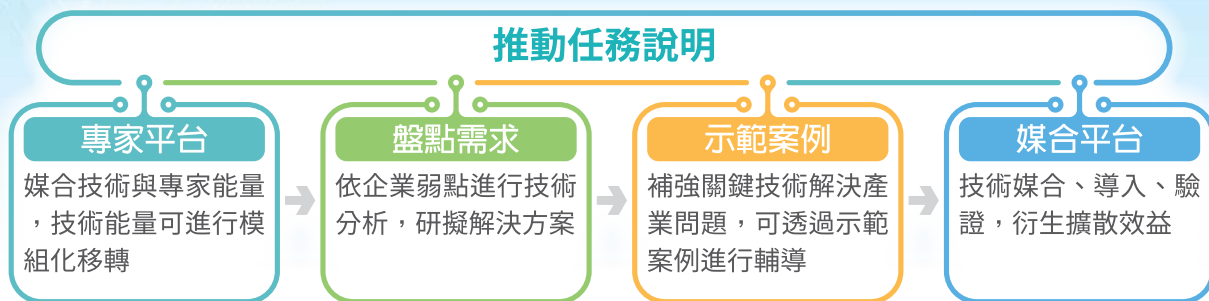 推動任務說明
專家平台
媒合技術與專家能量
，技術能量可進行模
組化移轉
盤點需求
依企業弱點進行技術
分析，研擬解決方案
示範案例
補強關鍵技術解決產
業問題，可透過示範
案例進行輔導
媒合平台
技術媒合、導入、驗
證，衍生擴散效益